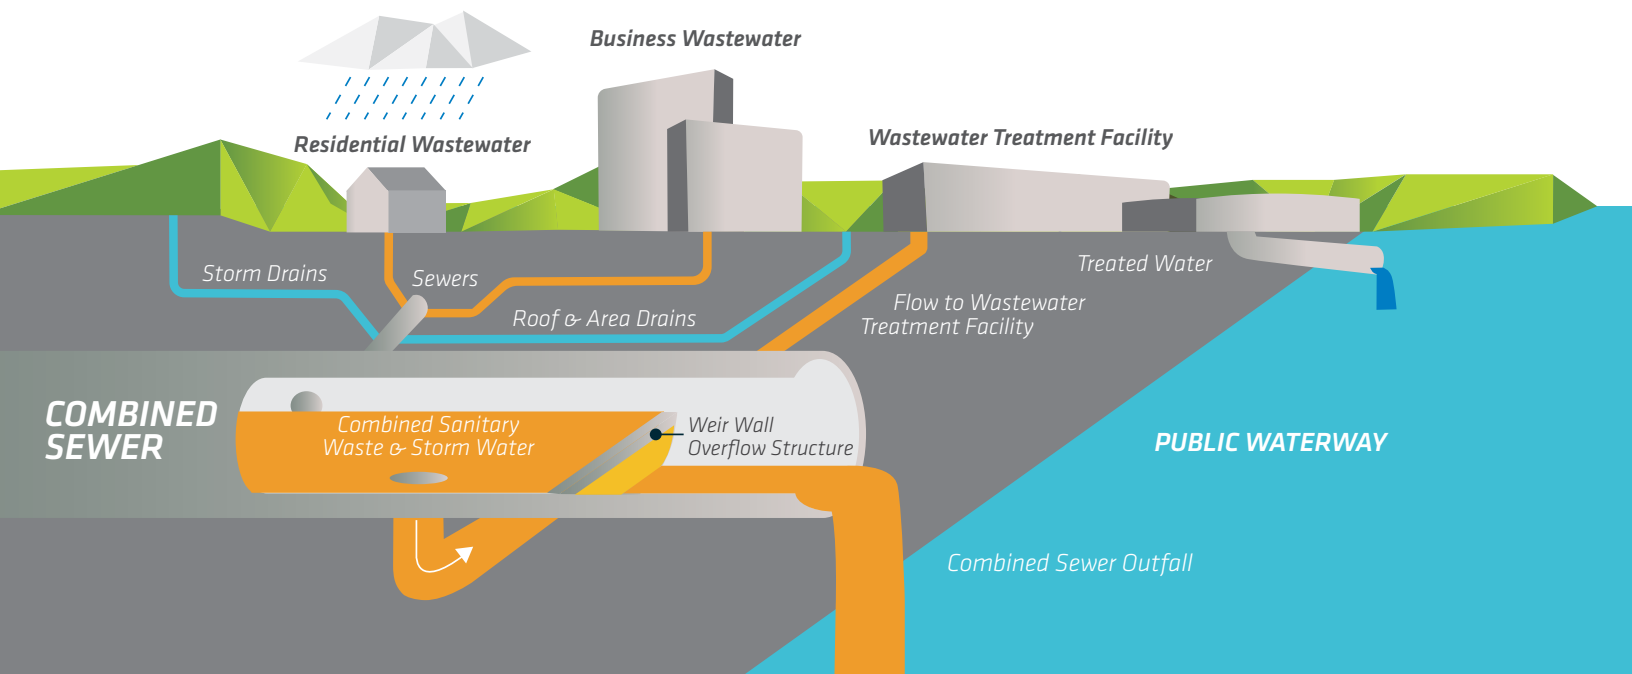 Business Wastewater
Residential Wastewater
Wastewater Treatment Facility
Storm Drains
Sewers
Treated Water
Roof & Area Drains
Flow to Wastewater
Treatment Facility
COMBINED
SEWER
Combined Sanitary
Waste & Storm Water
Weir Wall
Overflow Structure
PUBLIC WATERWAY
Combined Sewer Outfall